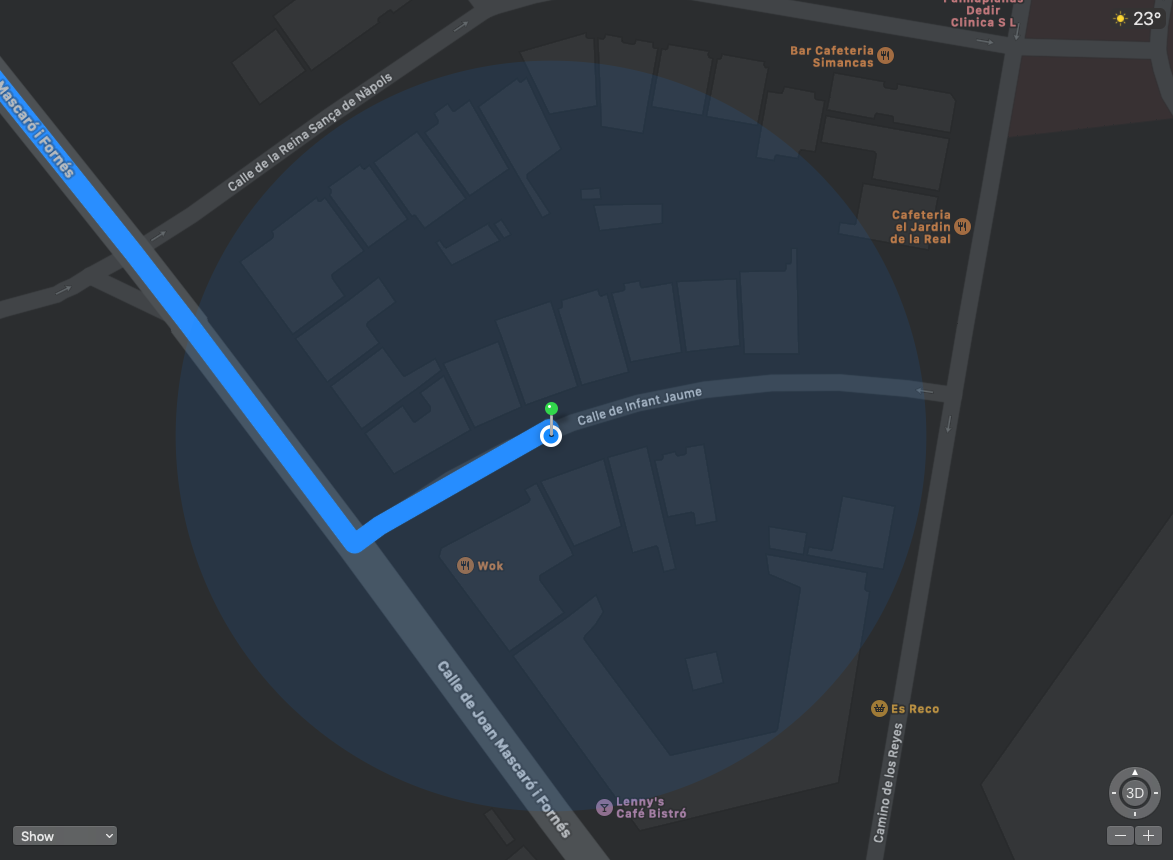 Dedir
Clinica S L
23°
Bar Cafeteria
Simancas
Mascaró i Fornés
Calle de la Reina Sança de Nàpols
Cafeteria
el Jardin
de la Real
Calle de Infant Jaume
Wok
Calle de Joan Mascaró i Fornés
Es Reco
Camino de los Reyes
Lenny's
Café Bistró
3D
Show